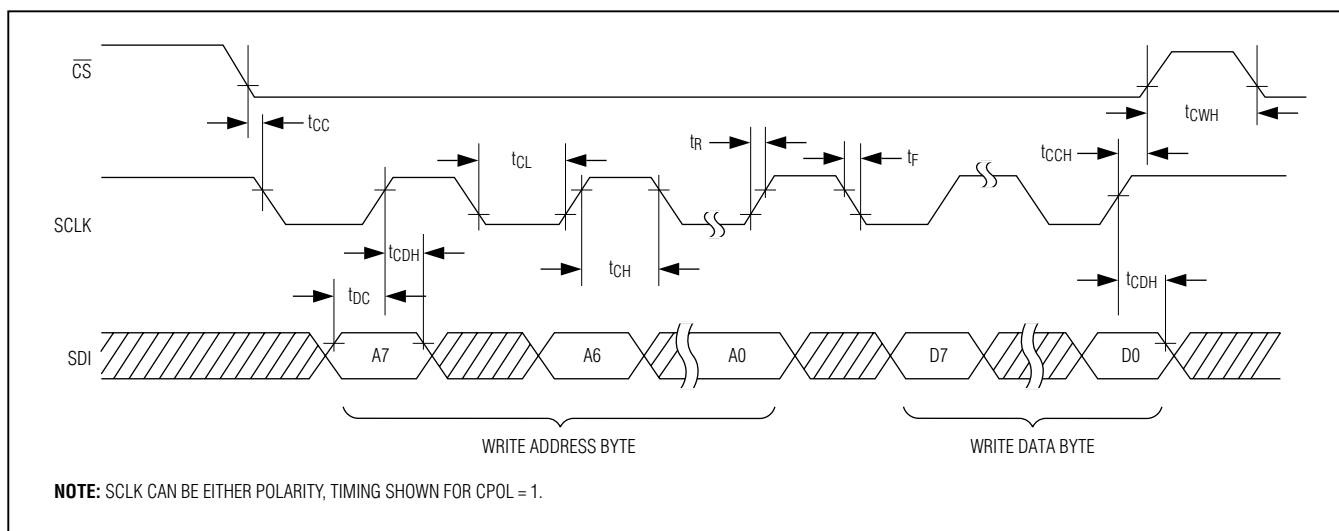 CS
tCC
tCL
tR
tF
tCWH
tCCH
SCLK
tCDH
tDC
tCH
tCDH
SDI
A7
A6
A0
D7
D0
WRITE ADDRESS BYTE
WRITE DATA BYTE
NOTE: SCLK CAN BE EITHER POLARITY, TIMING SHOWN FOR CPOL = 1.